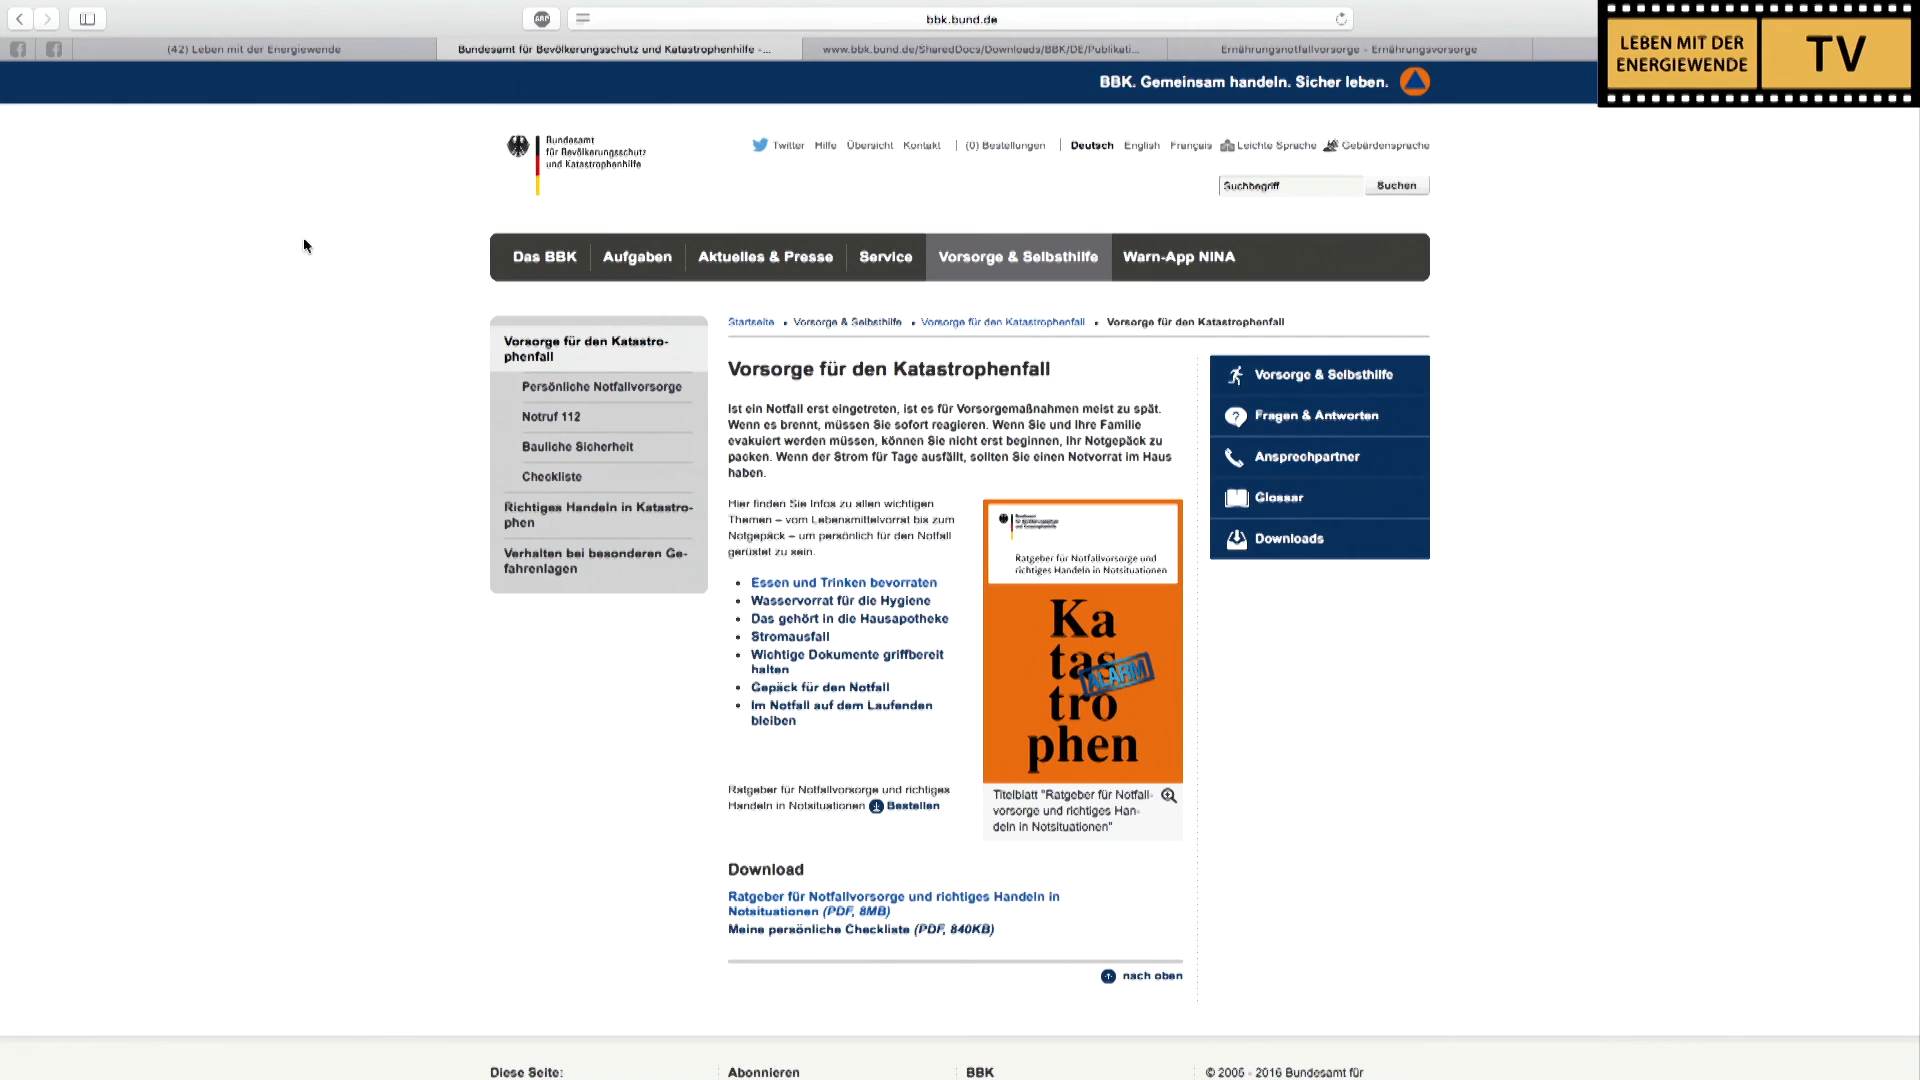 bbk.bund.de
ABP
(42) Leben mit der Energiewende
Bundesamt für Bevölkerungsschutz und Katastrophenhilfe -...
www.bbk.bund.de/SharedDocs/Downloads/BBK/DE/Publikati...
Ernährungsnotfallvorsorge - Ernährungsvorsorge
LEBEN MIT DER
ENERGIEWENDE
TV
BBK. Gemeinsam handeln. Sicher leben.
Bundesamt
für Bevölkerungsschutz
und Katastrophenhilfe
Twitter Hilfe Übersicht Kontakt | (0) Bestellungen | Deutsch English Français Leichte Sprache Gebärdensprache
Suchbegriff Suchen
Das BBK Aufgaben Aktuelles & Presse Service Vorsorge & Selbsthilfe Warn-App NINA
Vorsorge für den Katastro-
phenfall
Persönliche Notfallvorsorge
Notruf 112
Bauliche Sicherheit
Checkliste
Richtiges Handeln in Katastro-
phen
Verhalten bei besonderen Ge-
fahrenlagen
Startseite Vorsorge & Selbsthilfe Vorsorge für den Katastrophenfall Vorsorge für den Katastrophenfall
Vorsorge für den Katastrophenfall
Ist ein Notfall erst eingetreten, ist es für Vorsorgemaßnahmen meist zu spät.
Wenn es brennt, müssen Sie sofort reagieren. Wenn Sie und Ihre Familie
evakuiert werden müssen, können Sie nicht erst beginnen, Ihr Notgepäck zu
packen. Wenn der Strom für Tage ausfällt, sollten Sie einen Notvorrat im Haus
haben.
Hier finden Sie Infos zu allen wichtigen
Themen – vom Lebensmittelvorrat bis zum
Notgepäck – um persönlich für den Notfall
gerüstet zu sein.
• Essen und Trinken bevorraten
• Wasservorrat für die Hygiene
• Das gehört in die Hausapotheke
• Stromausfall
• Wichtige Dokumente griffbereit
halten
• Gepäck für den Notfall
• Im Notfall auf dem Laufenden
bleiben
Ratgeber für Notfallvorsorge und richtiges
Handeln in Notsituationen Bestellen
Bundesamt
für Bevölkerungsschutz
und Katastrophenhilfe
Ratgeber für Notfallvorsorge und
richtiges Handeln in Notsituationen
Ka
tas
tro
phen
ALARM
Titelblatt "Ratgeber für Notfall-
vorsorge und richtiges Han-
deln in Notsituationen"
Download
Ratgeber für Notfallvorsorge und richtiges Handeln in
Notsituationen (PDF, 8MB)
Meine persönliche Checkliste (PDF, 840KB)
nach oben
Vorsorge & Selbsthilfe
Fragen & Antworten
Ansprechpartner
Glossar
Downloads
Diese Seite: Abonnieren BBK © 2005 - 2016 Bundesamt für